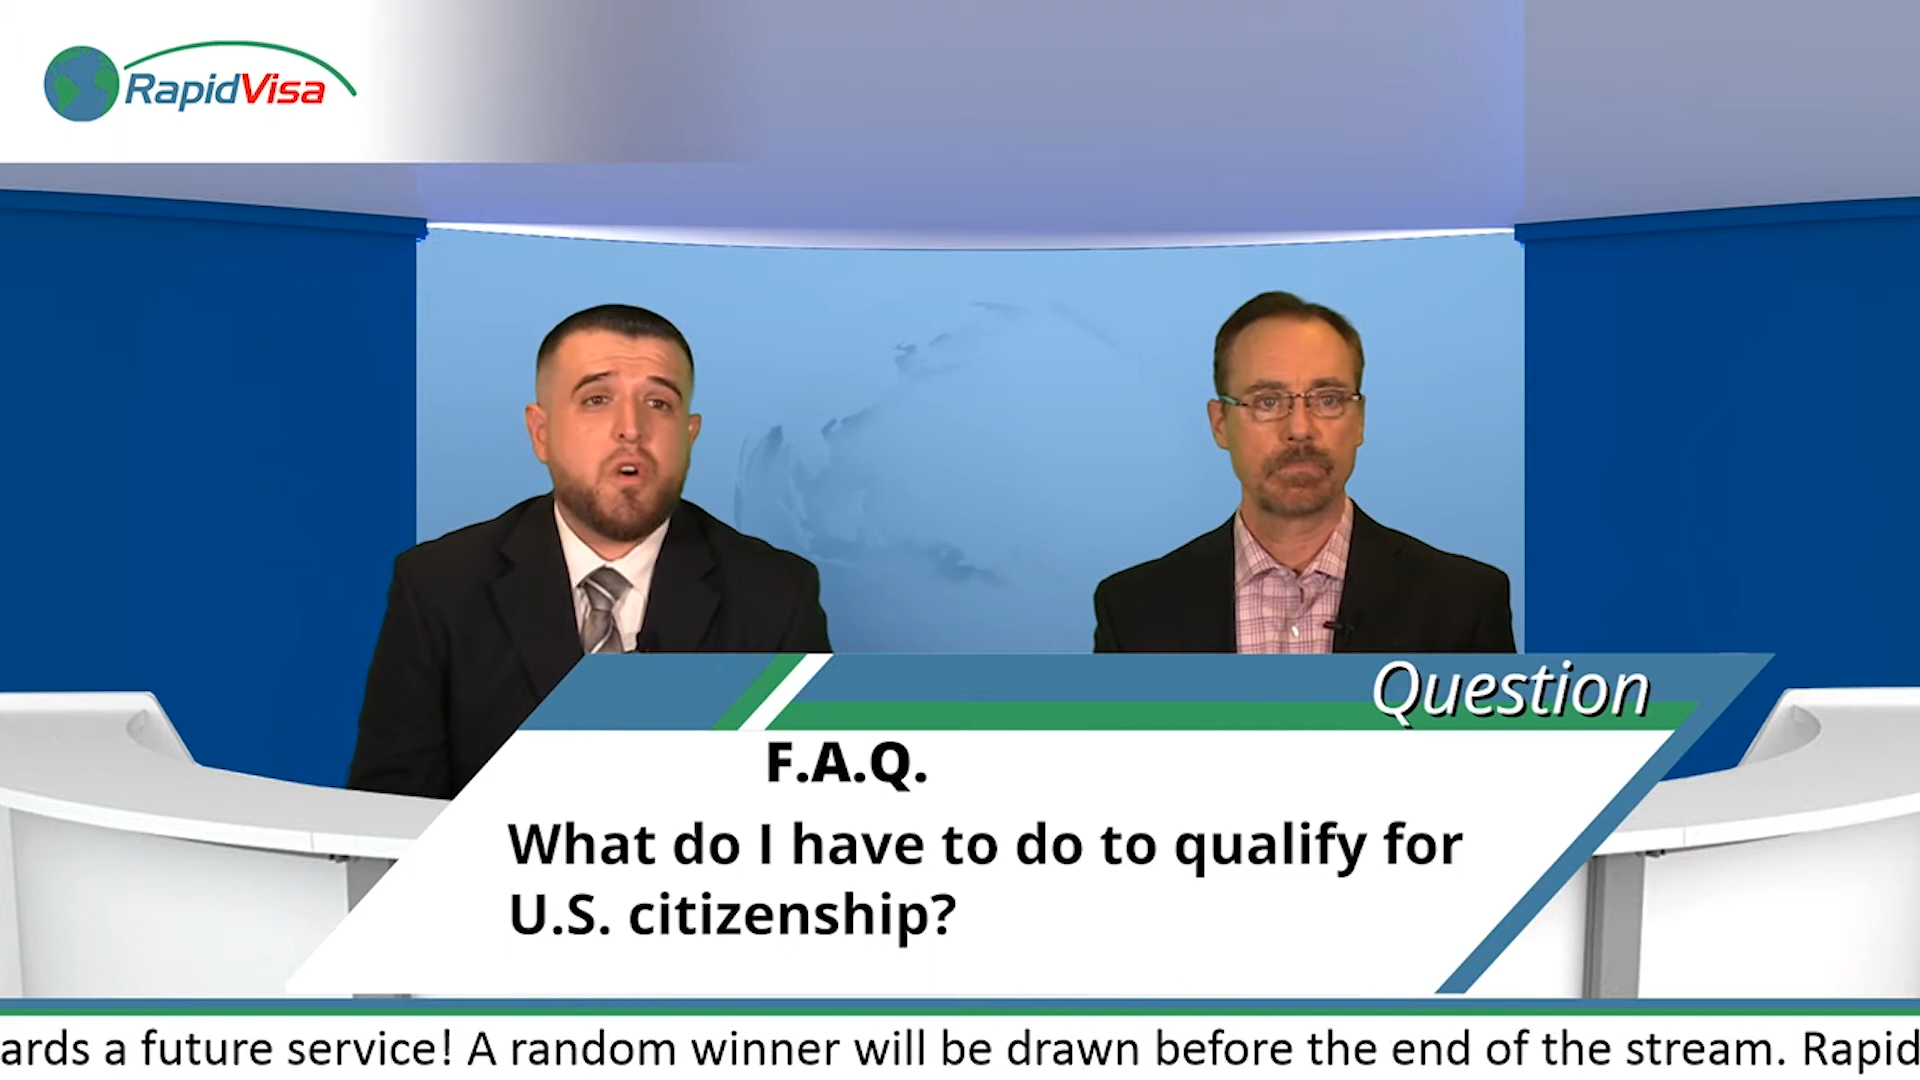 RapidVisa
Question
F.A.Q.
What do I have to do to qualify for
U.S. citizenship?
ards a future service! A random winner will be drawn before the end of the stream. Rapid